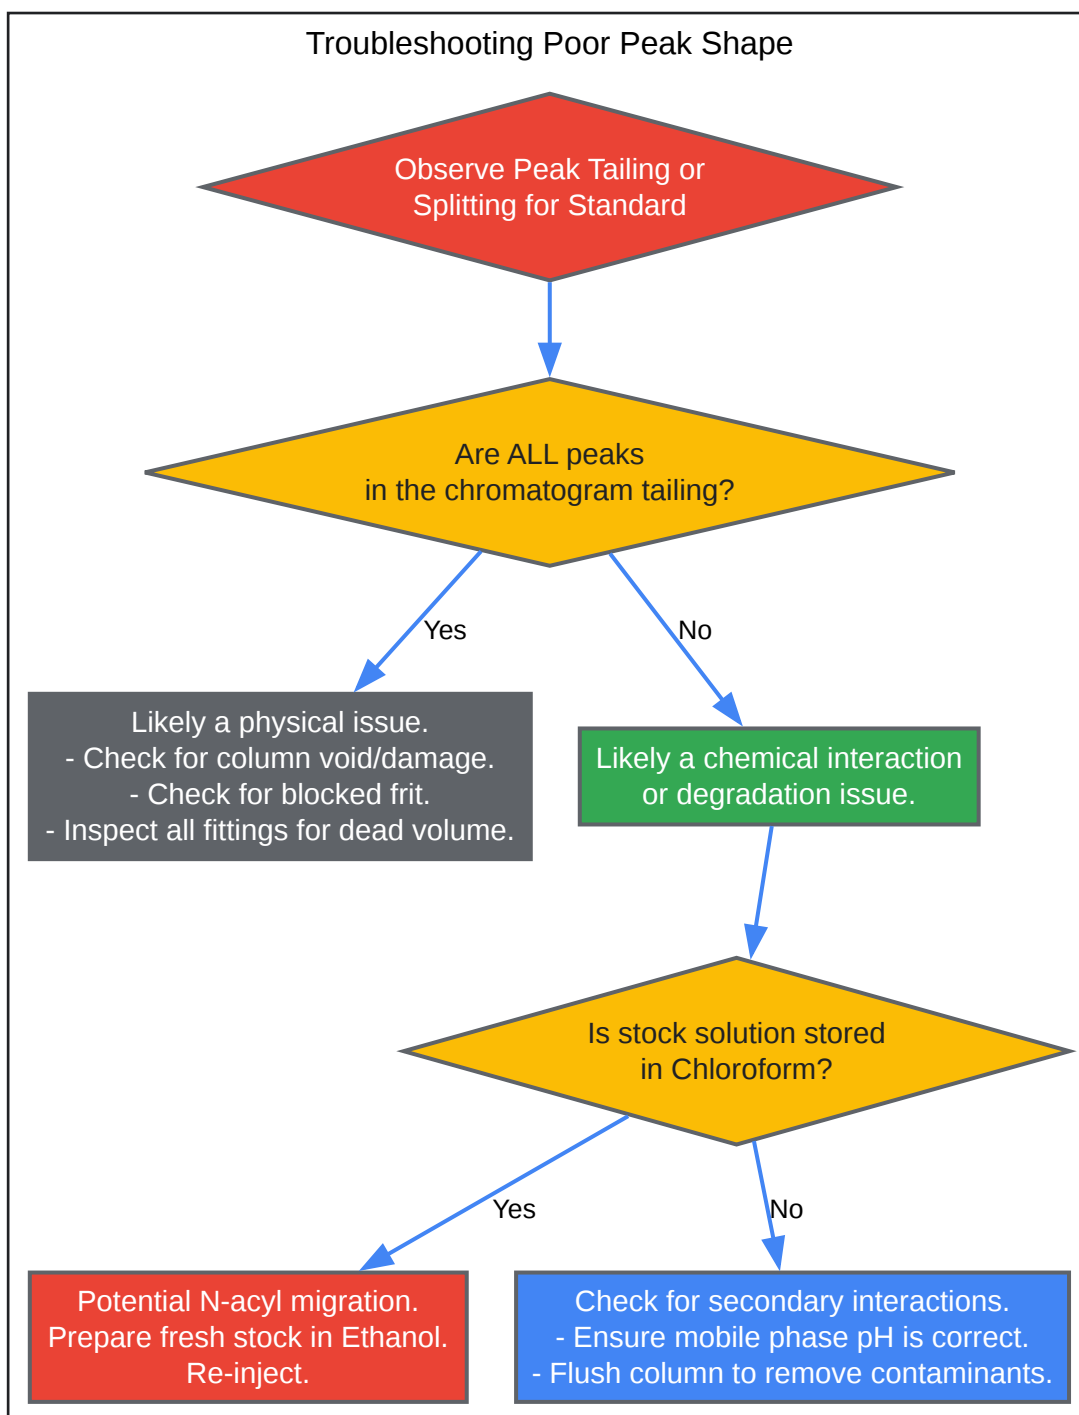 Troubleshooting Poor Peak Shape
Observe Peak Tailing or
Splitting for Standard
Are ALL peaks
in the chromatogram tailing?
Yes
No
Likely a physical issue.
- Check for column void/damage.
- Check for blocked frit.
- Inspect all fittings for dead volume.
Likely a chemical interaction
or degradation issue.
Is stock solution stored
in Chloroform?
Yes
No
Potential N-acyl migration.
Prepare fresh stock in Ethanol.
Re-inject.
Check for secondary interactions.
- Ensure mobile phase pH is correct.
- Flush column to remove contaminants.